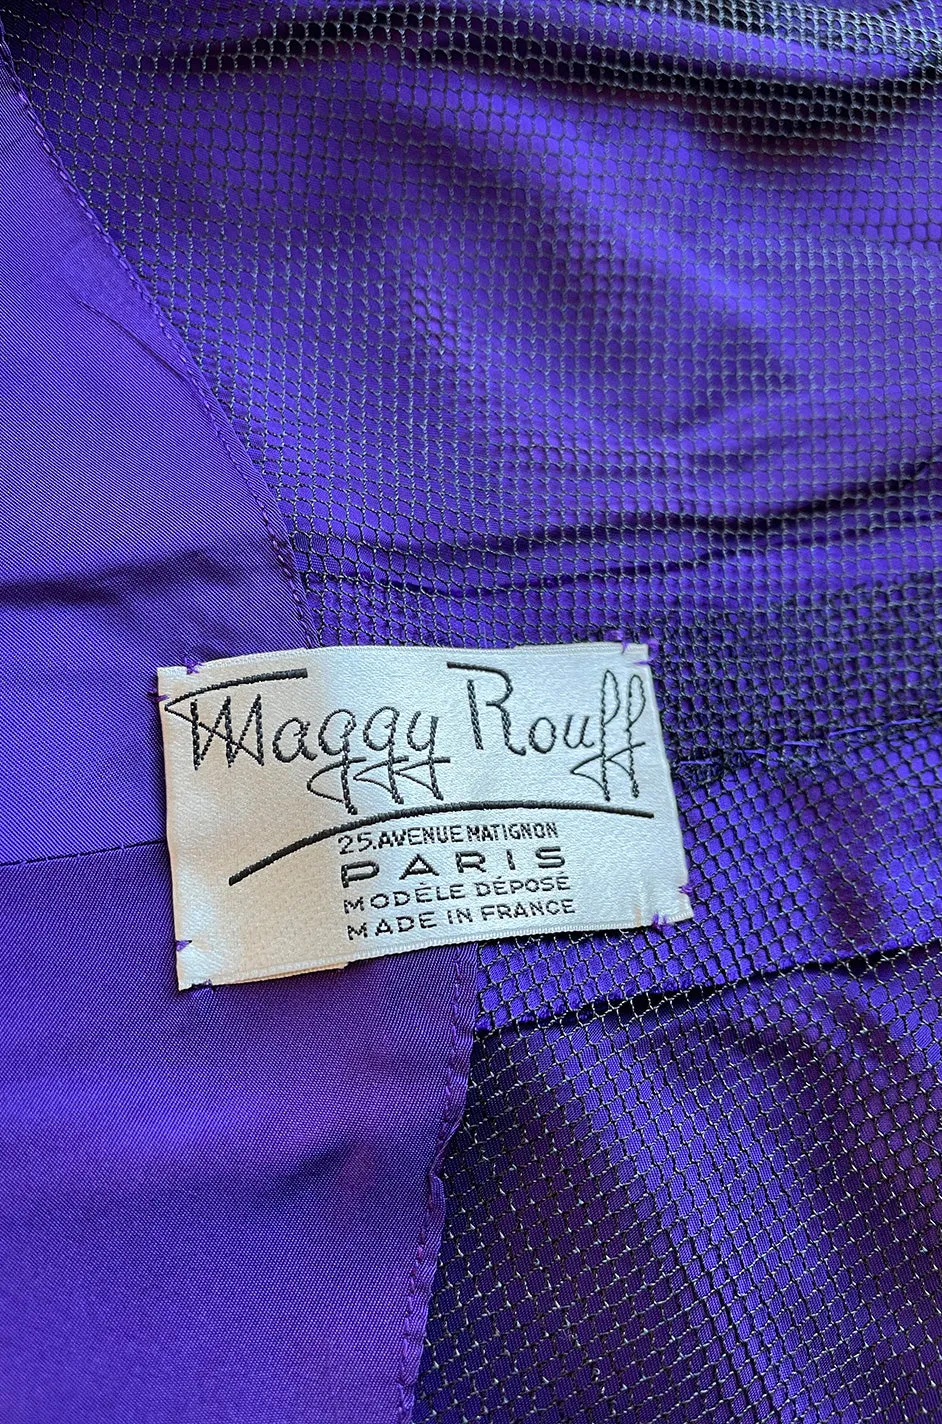 Maggy Rouff
25.AVENUE MATIGNON
PARIS
MODÈLE DÉPOSÉ
MADE IN FRANCE